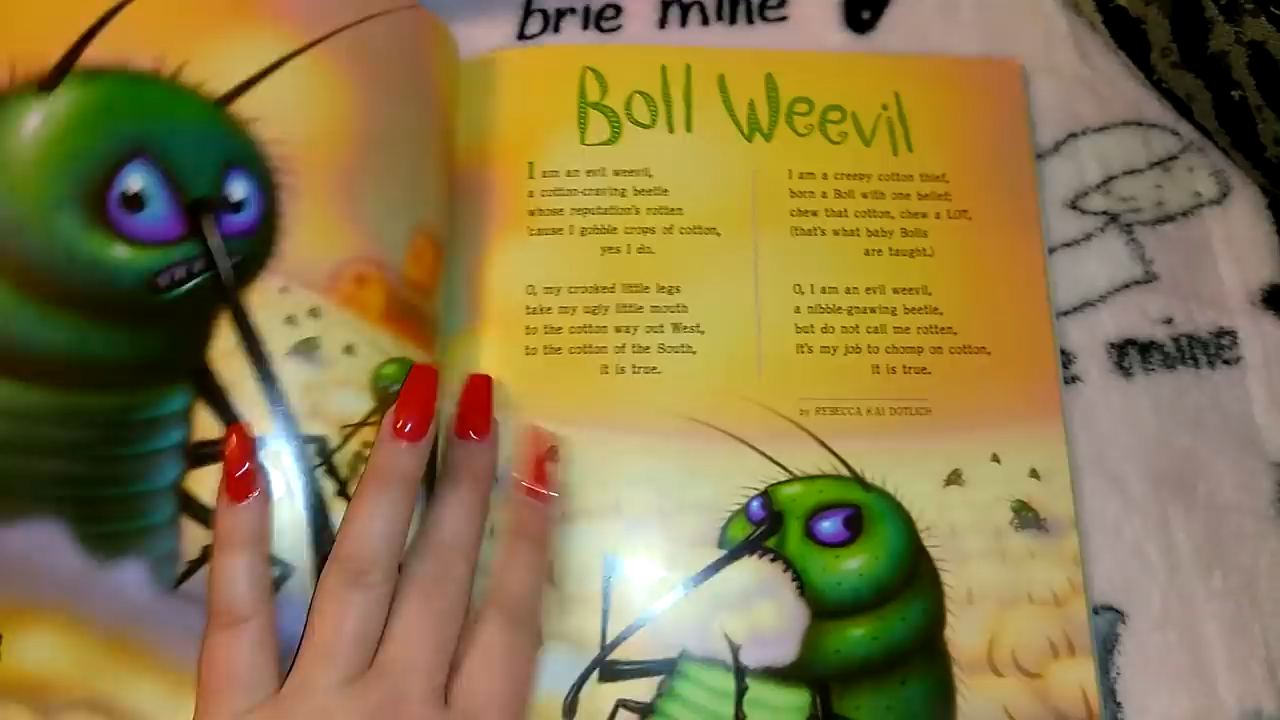 brie mine
Boll Weevil
I am an evil weevil,
a cotton-craving beetle
whose reputation's rotten
'cause I gobble crops of cotton,
yes I do.
O, my crooked little legs
take my ugly little mouth
to the cotton way out West,
to the cotton of the South,
it is true.
I am a creepy cotton thief,
born a Boll with one belief;
chew that cotton, chew a LOT,
(that's what baby Bolls
are taught.)
O, I am an evil weevil,
a nibble-gnawing beetle,
but do not call me rotten,
it's my job to chomp on cotton,
it is true.
by REBECCA KAI DOTLICH
mine